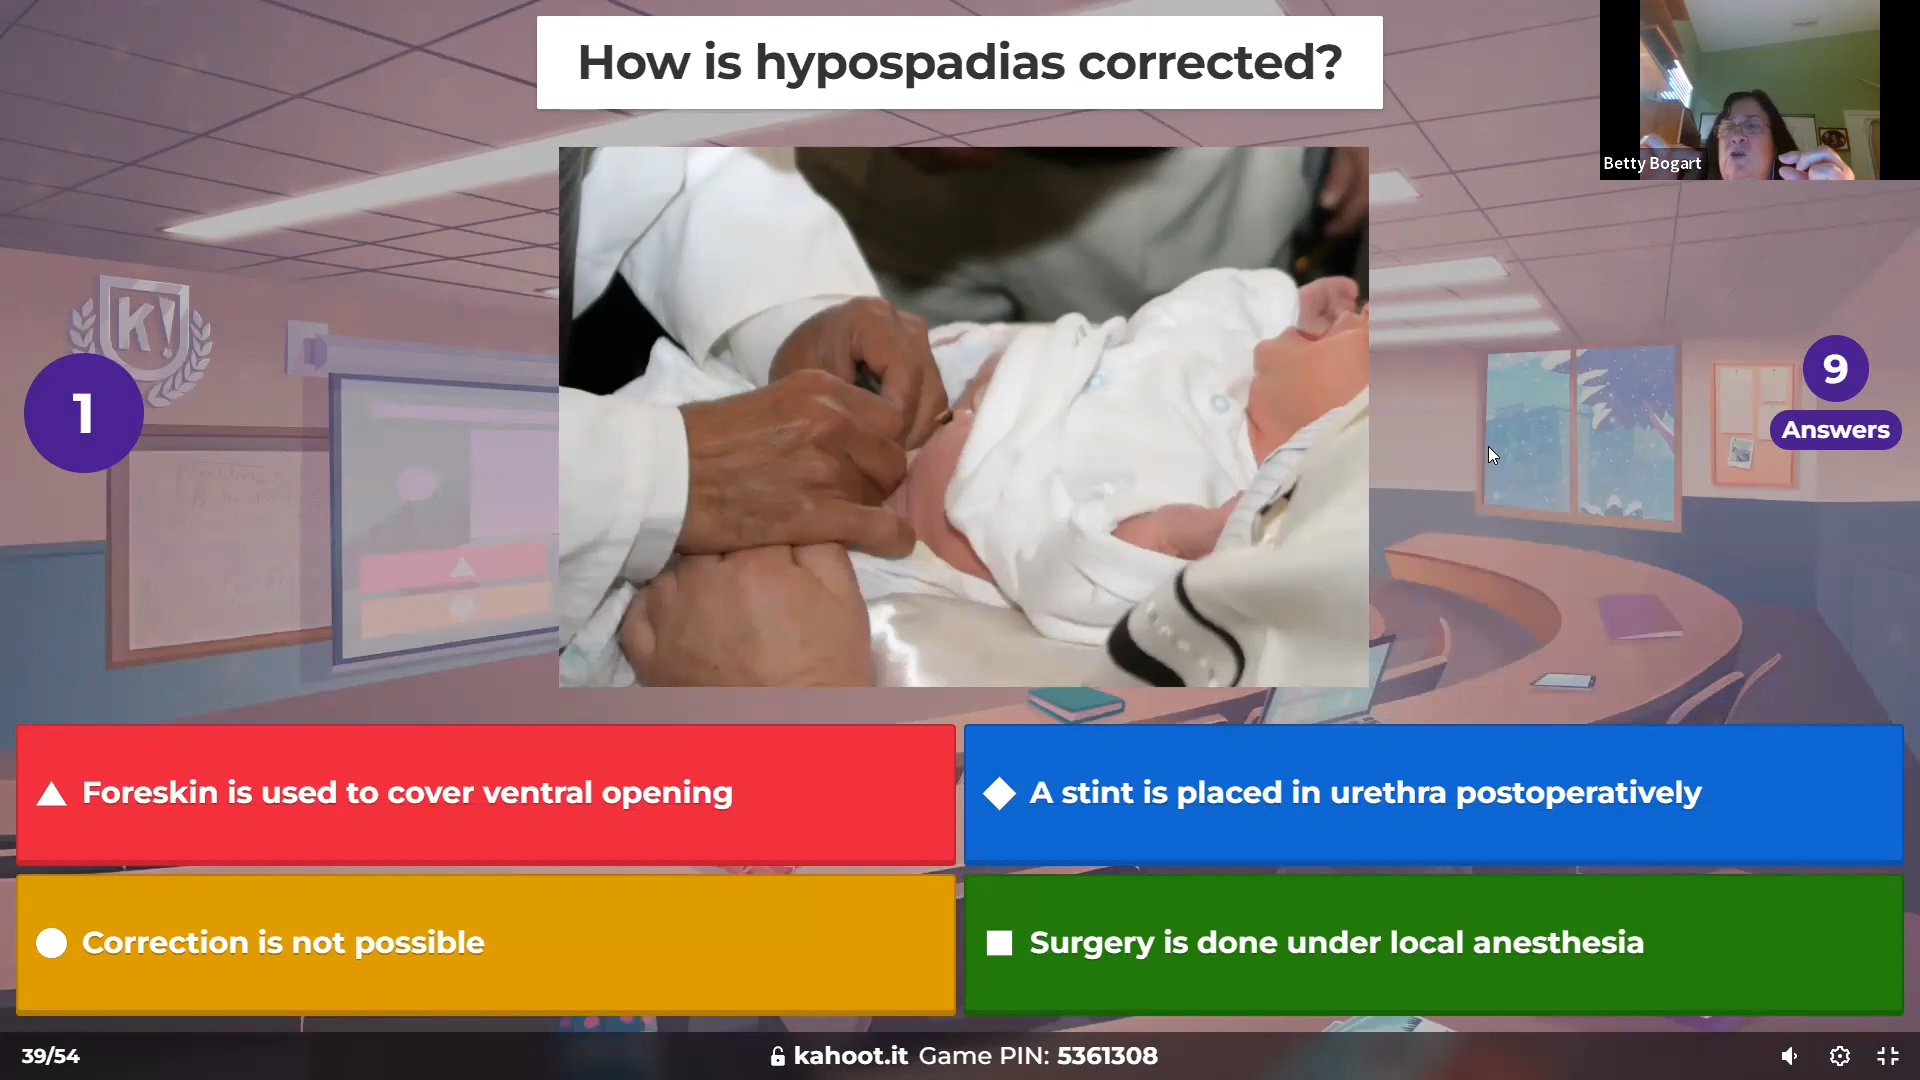 How is hypospadias corrected?
Betty Bogart
K!
1
9
Answers
Foreskin is used to cover ventral opening
A stint is placed in urethra postoperatively
Correction is not possible
Surgery is done under local anesthesia
39/54
kahoot.it Game PIN: 5361308